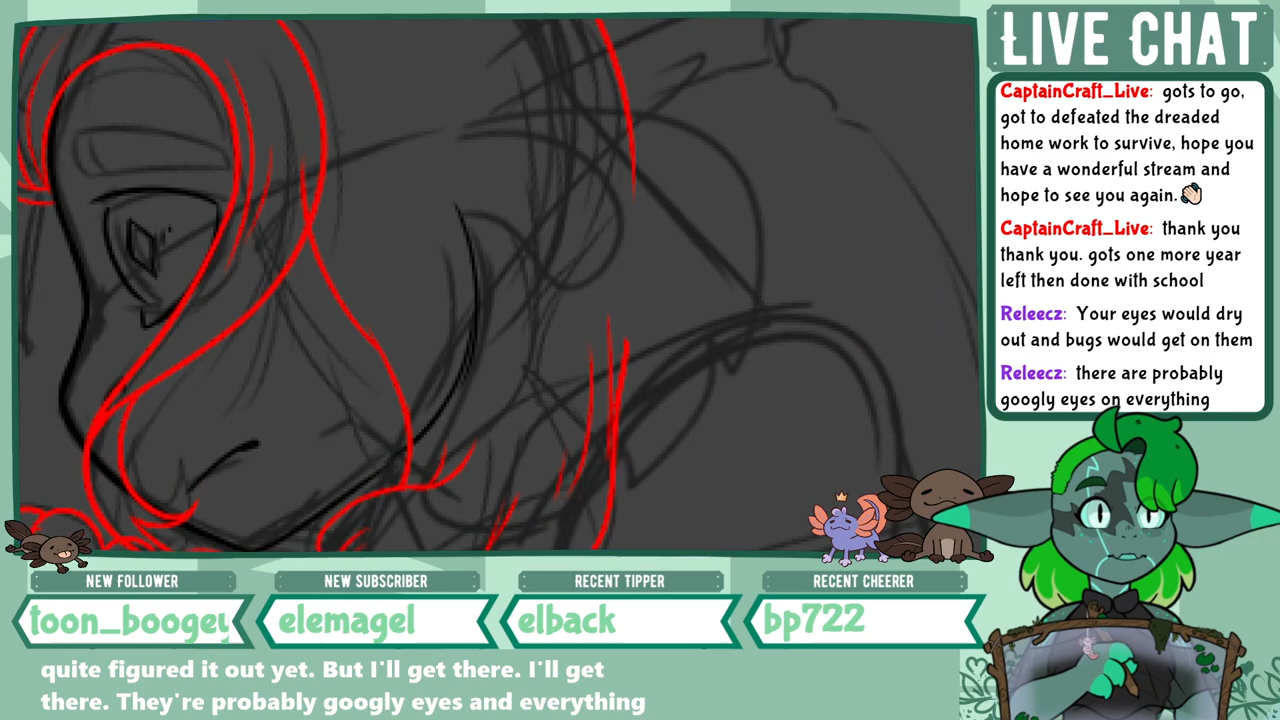 LIVE CHAT
CaptainCraft_Live: gots to go,
got to defeated the dreaded
home work to survive, hope you
have a wonderful stream and
hope to see you again.
CaptainCraft_Live: thank you
thank you. gots one more year
left then done with school
Releecz: Your eyes would dry
out and bugs would get on them
Releecz: there are probably
googly eyes on everything
NEW FOLLOWER
NEW SUBSCRIBER
RECENT TIPPER
RECENT CHEERER
toon_boogey
elemagel
elback
bp722
quite figured it out yet. But I'll get there. I'll get
there. They're probably googly eyes and everything